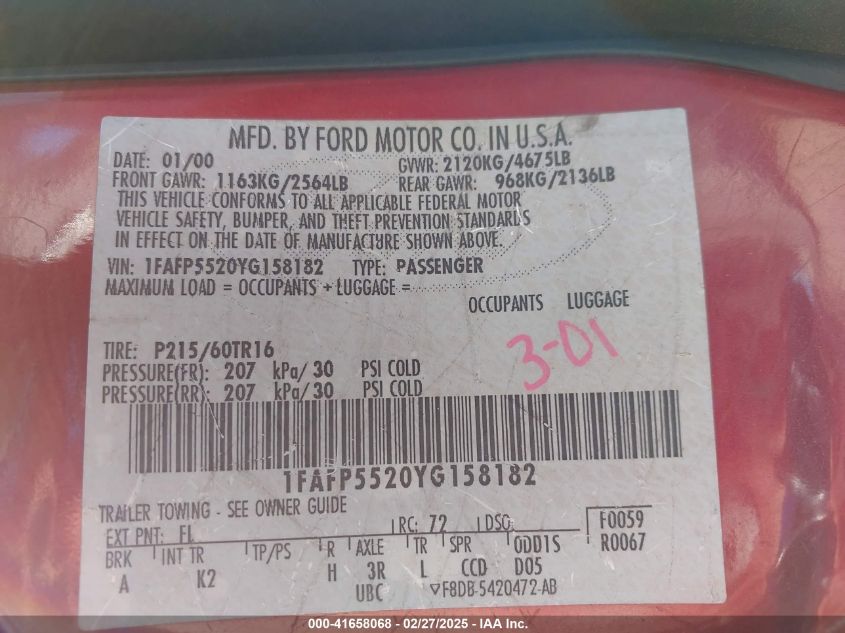 MFD. BY FORD MOTOR CO. IN U.S.A.
DATE: 01/00 GVWR: 2120KG/4675LB
FRONT GAWR: 1163KG/2564LB REAR GAWR: 968KG/2136LB
THIS VEHICLE CONFORMS TO ALL APPLICABLE FEDERAL MOTOR
VEHICLE SAFETY, BUMPER, AND THEFT PREVENTION STANDARDS
IN EFFECT ON THE DATE OF MANUFACTURE SHOWN ABOVE.
VIN: 1FAFP5520YG158182 TYPE: PASSENGER
MAXIMUM LOAD = OCCUPANTS + LUGGAGE =
OCCUPANTS LUGGAGE
3-01
TIRE: P215/60TR16
PRESSURE(FR): 207 kPa/ 30 PSI COLD
PRESSURE(RR): 207 kPa/ 30 PSI COLD
1FAFP5520YG158182
TRAILER TOWING - SEE OWNER GUIDE
EXT PNT: FL RC: 72 DSO: F0059
BRK INT TR TP/PS R AXLE TR SPR 0DD1S R0067
A K2 H 3R L CCD D05
UBC ▽F8DB-5420472-AB
000-41658068 - 02/27/2025 - IAA Inc.